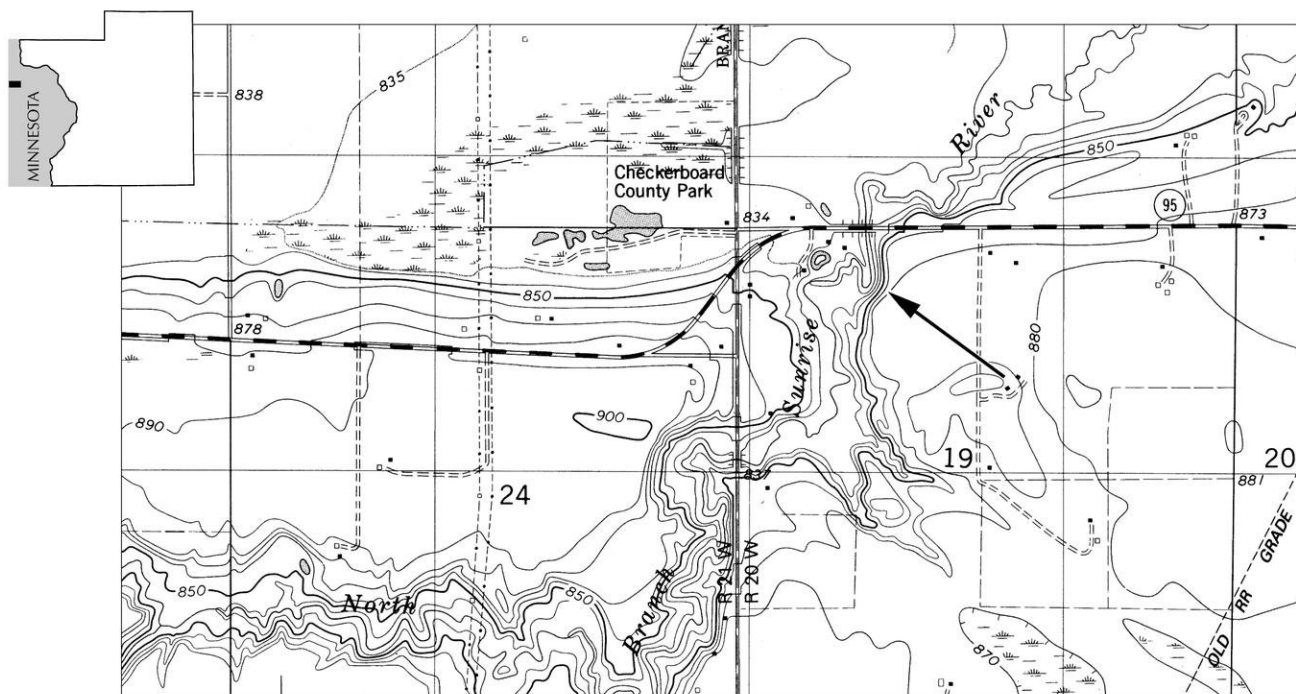 MINNESOTA
838
835
BRAN
River
850
Checkerboard
County Park
834
95
873
850
878
880
Sunrise
890
900
19
20
837
881
24
R 21 W
R 20 W
GRADE
RR
OLD
850
North
850
Branch
870